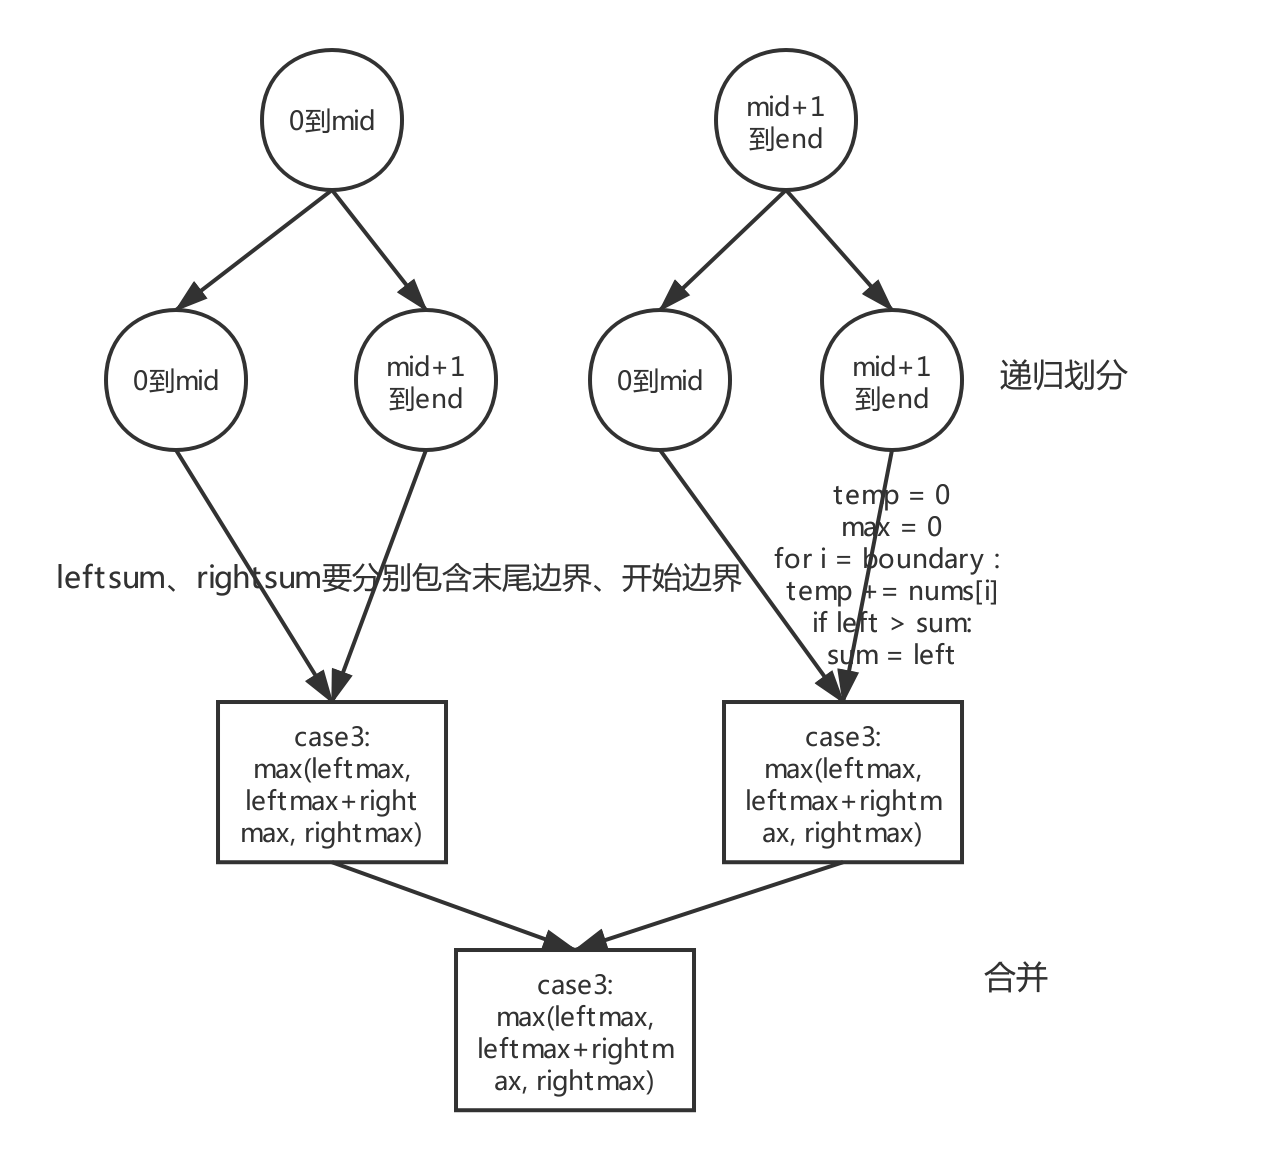 0到mid
mid+1
到end
0到mid
mid+1
到end
0到mid
mid+1
到end
递归划分
leftsum、rightsum要分别包含末尾边界、开始边界
temp = 0
max = 0
for i = boundary :
temp += nums[i]
if left > sum:
sum = left
case3:
max(leftmax,
leftmax+right
max, rightmax)
case3:
max(leftmax,
leftmax+rightm
ax, rightmax)
case3:
max(leftmax,
leftmax+rightm
ax, rightmax)
合并